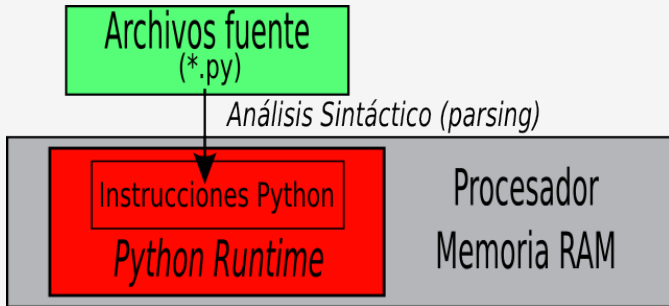 Archivos fuente
(*.py)
Análisis Sintáctico (parsing)
Instrucciones Python
Python Runtime
Procesador
Memoria RAM